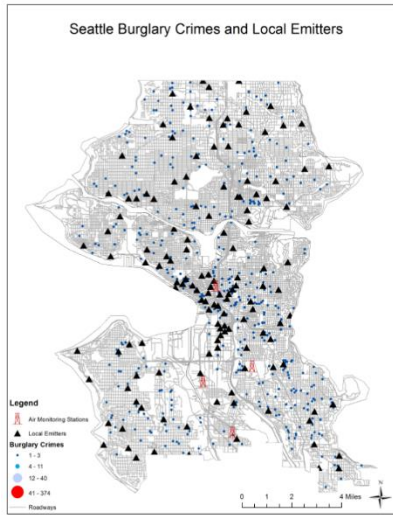 Seattle Burglary Crimes and Local Emitters
Legend
Air Monitoring Stations
Local Emitters
Burglary Crimes
1 - 3
4 - 11
12 - 40
41 - 374
Roadways
N
0 1 2 4 Miles